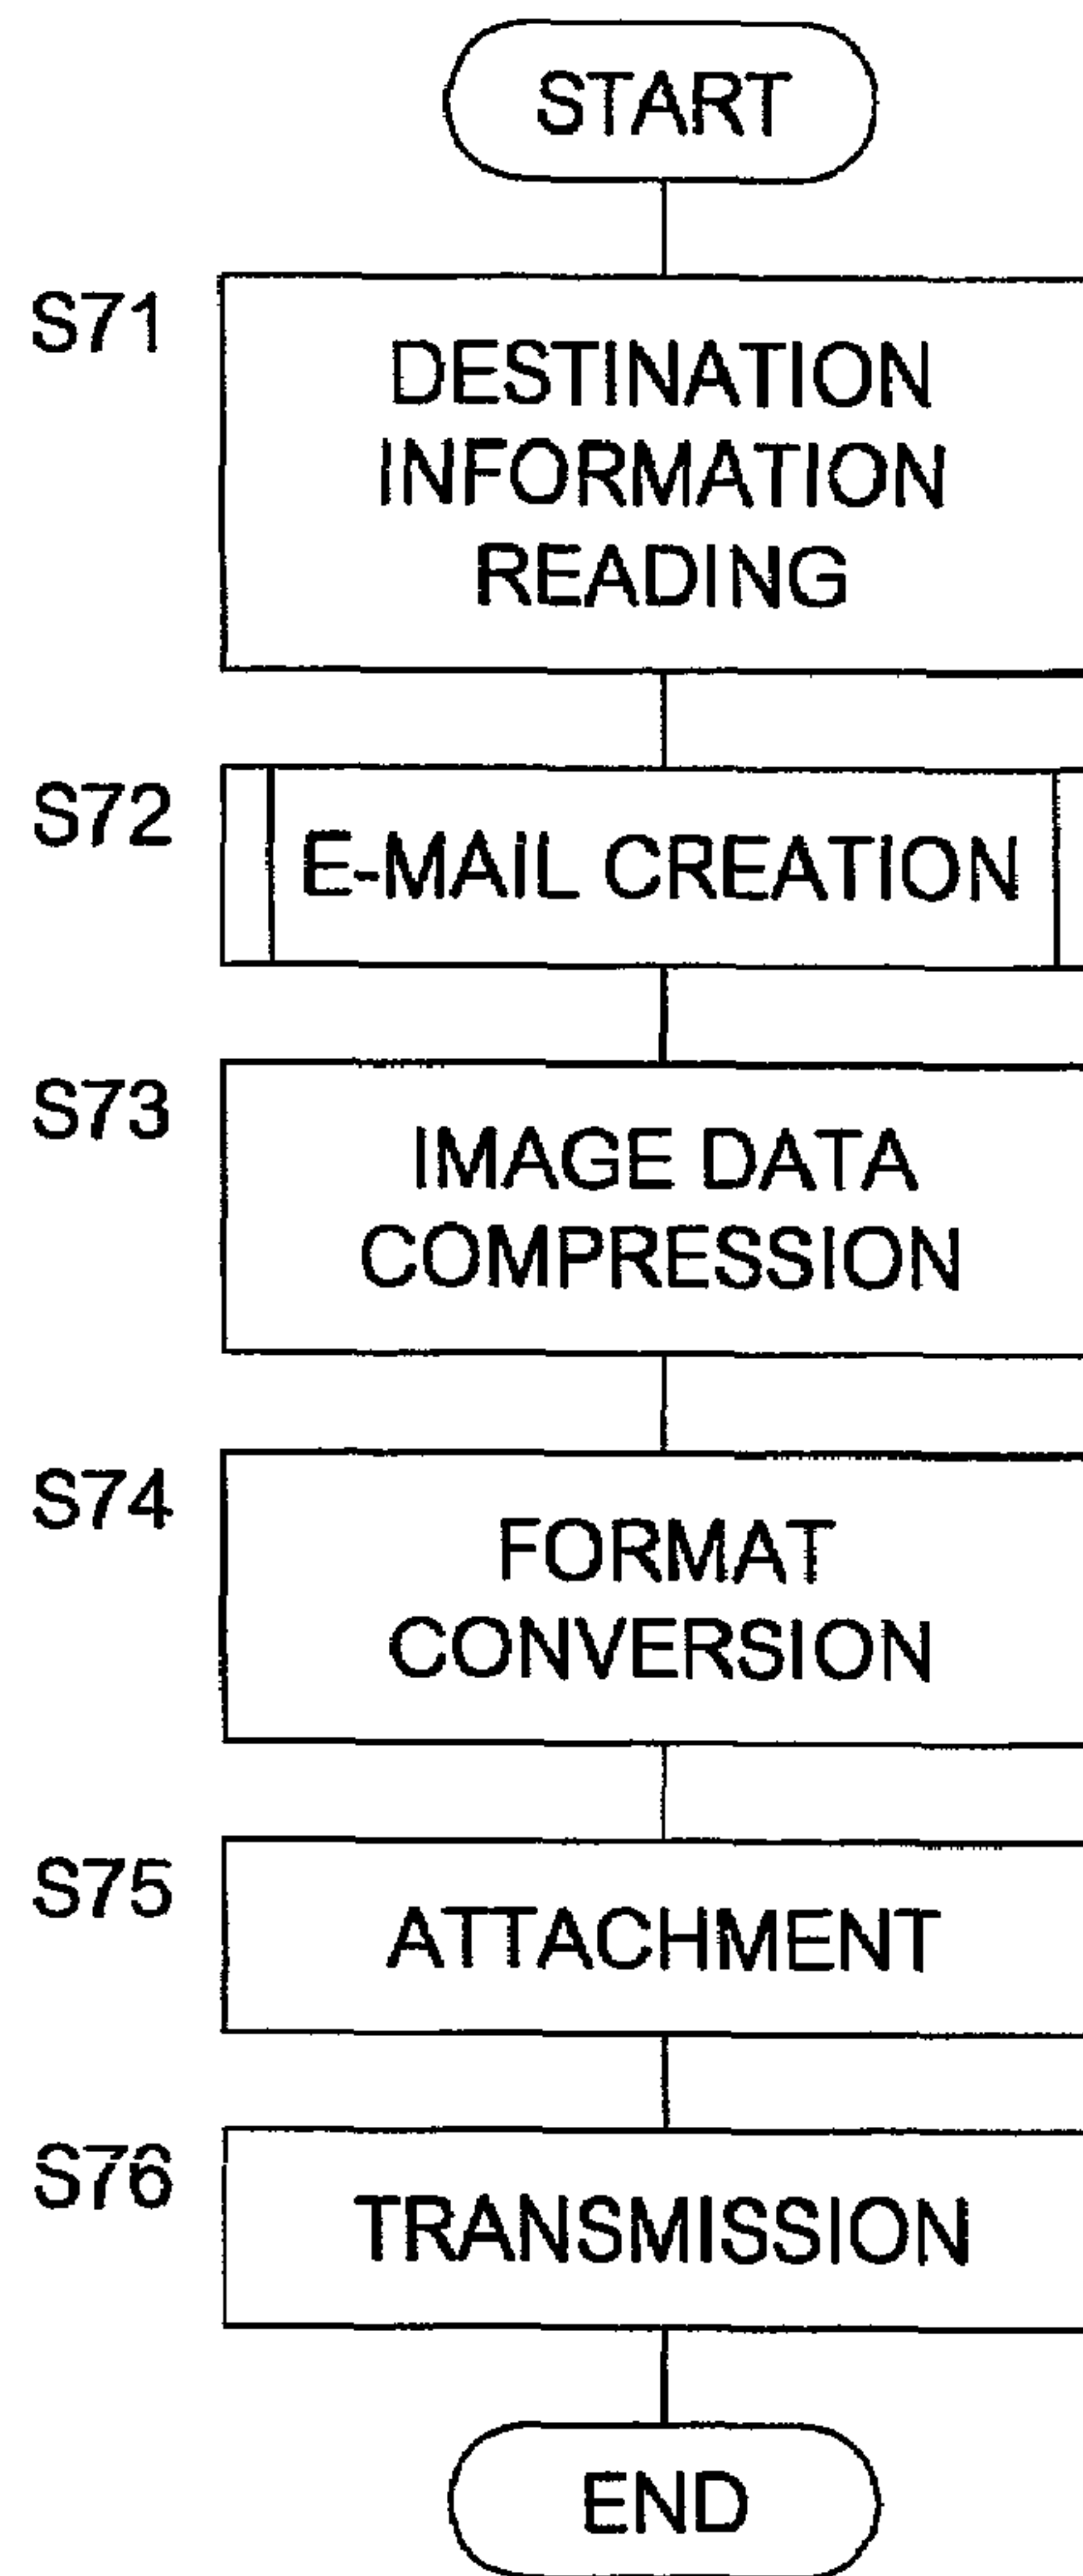 START
S71
DESTINATION
INFORMATION
READING
S72
E-MAIL CREATION
S73
IMAGE DATA
COMPRESSION
S74
FORMAT
CONVERSION
S75
ATTACHMENT
S76
TRANSMISSION
END